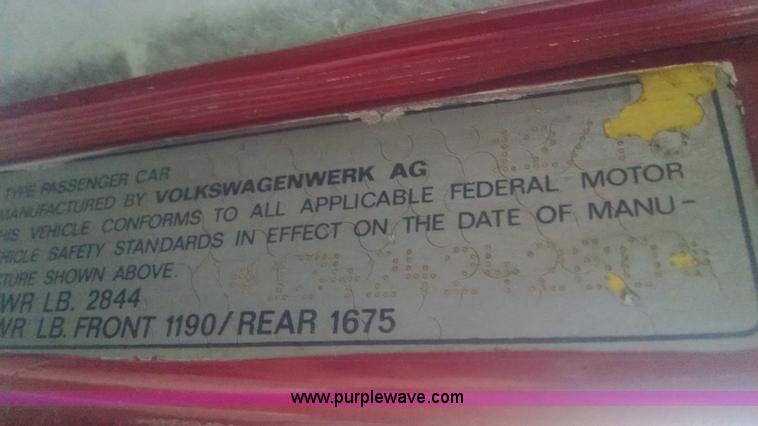 TYPE PASSENGER CAR
MANUFACTURED BY VOLKSWAGENWERK AG
HIS VEHICLE CONFORMS TO ALL APPLICABLE FEDERAL MOTOR
HICLE SAFETY STANDARDS IN EFFECT ON THE DATE OF MANU-
CTURE SHOWN ABOVE.
WR LB. 2844
WR LB. FRONT 1190/REAR 1675
www.purplewave.com